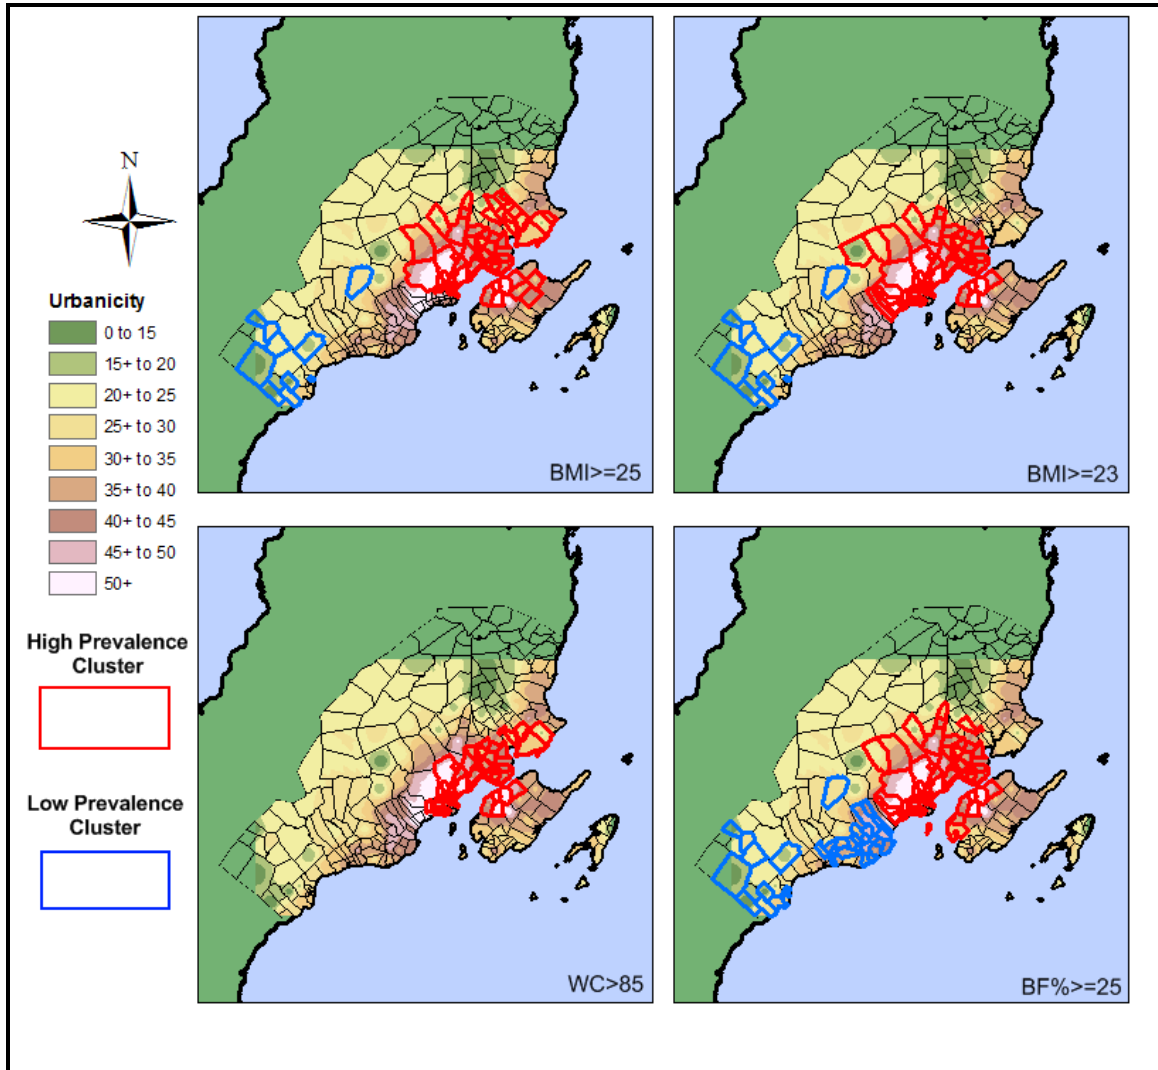 N
Urbanicity
0 to 15
15+ to 20
20+ to 25
25+ to 30
30+ to 35
35+ to 40
40+ to 45
45+ to 50
50+
High Prevalence
Cluster
Low Prevalence
Cluster
BMI>=25
BMI>=23
WC>85
BF%>=25